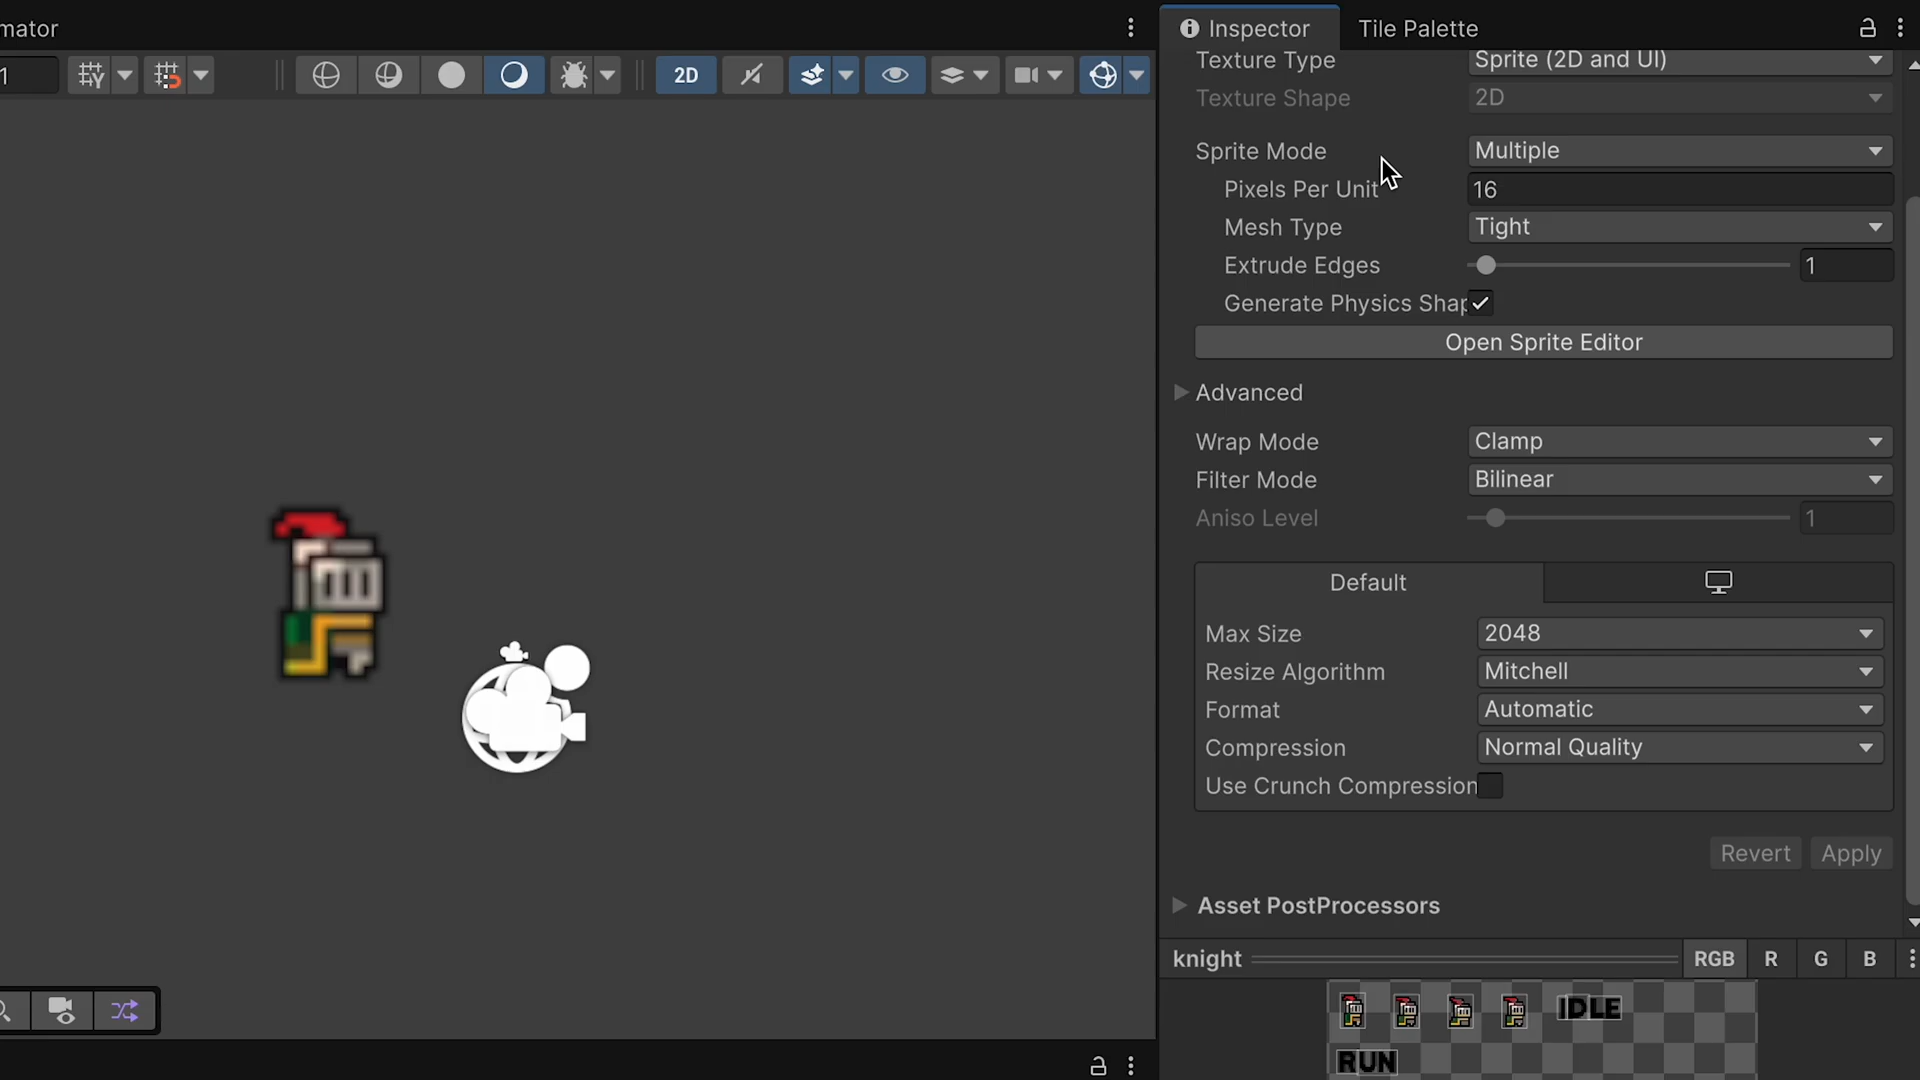 mator
Inspector
Tile Palette
1
2D
Texture Type
Sprite (2D and UI)
Texture Shape
2D
Sprite Mode
Multiple
Pixels Per Unit
16
Mesh Type
Tight
Extrude Edges
1
Generate Physics Shap
Open Sprite Editor
Advanced
Wrap Mode
Clamp
Filter Mode
Bilinear
Aniso Level
1
Default
Max Size
2048
Resize Algorithm
Mitchell
Format
Automatic
Compression
Normal Quality
Use Crunch Compression
Revert
Apply
Asset PostProcessors
knight
RGB
R
G
B
IDLE
RUN